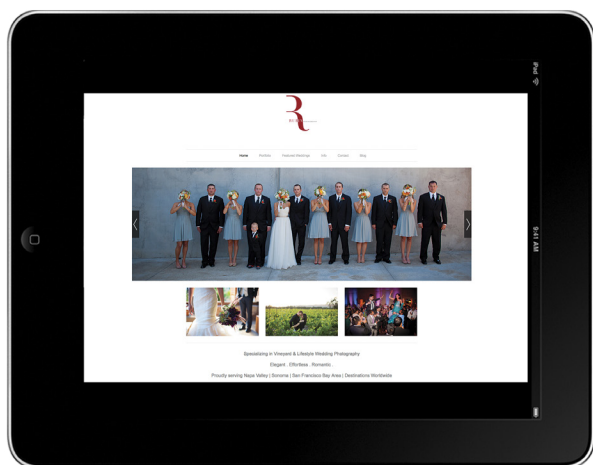 iPad
9:41 AM
Home Portfolio Featured Weddings Info Contact Blog
Specializing in Vineyard & Lifestyle Wedding Photography
Elegant . Effortless . Romantic .
Proudly serving Napa Valley | Sonoma | San Francisco Bay Area | Destinations Worldwide